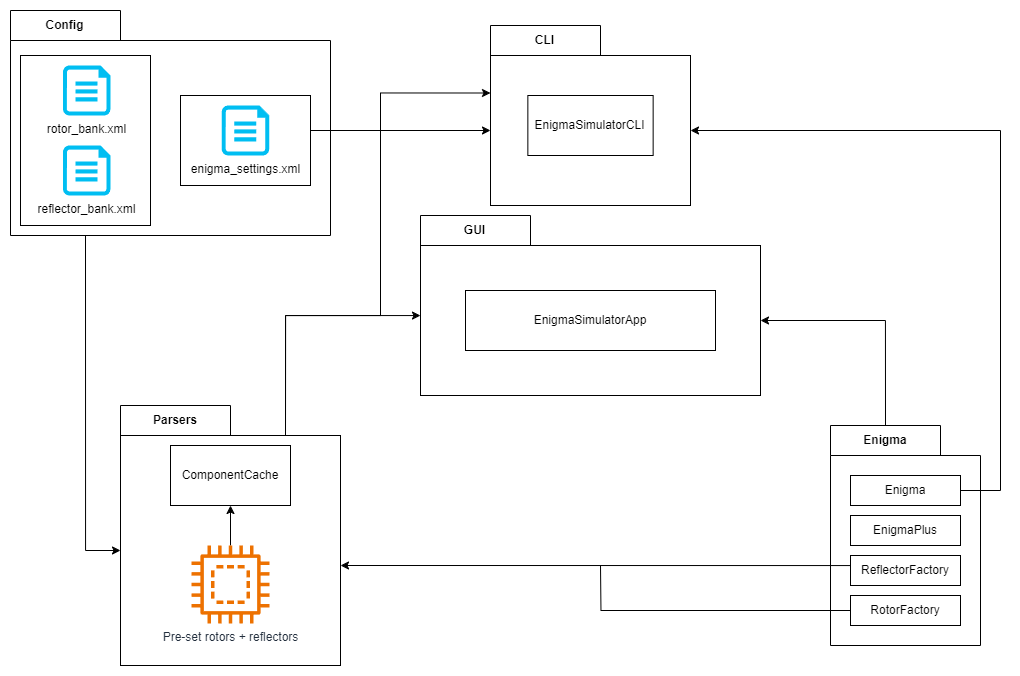 Config
rotor_bank.xml
reflector_bank.xml
enigma_settings.xml
CLI
EnigmaSimulatorCLI
GUI
EnigmaSimulatorApp
Parsers
ComponentCache
Pre-set rotors + reflectors
Enigma
Enigma
EnigmaPlus
ReflectorFactory
RotorFactory